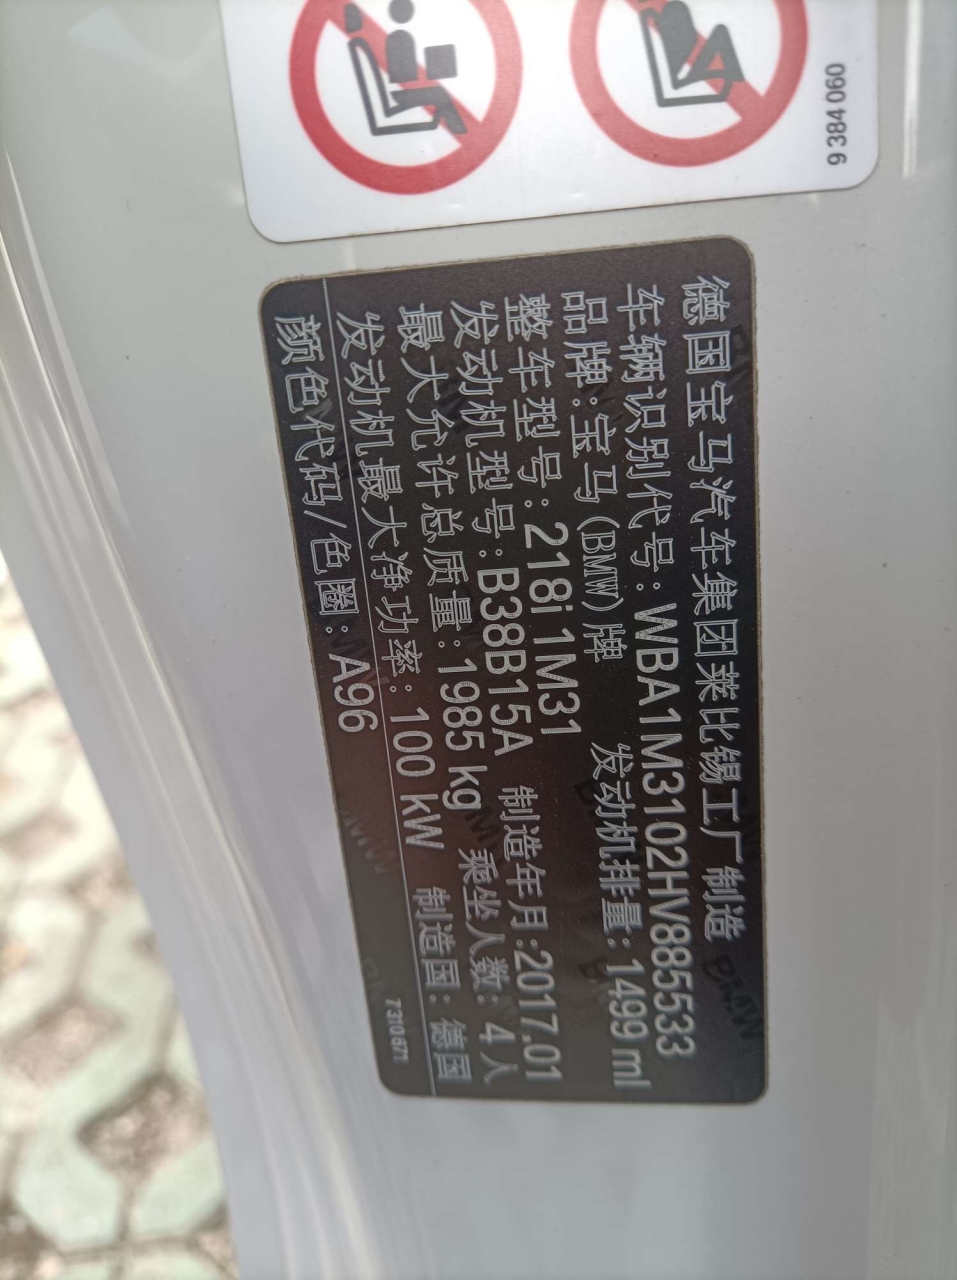 9 384 060
德国宝马汽车集团莱比锡工厂 制造
车辆识别代号: WBA1M3102HV885533
品牌: 宝马(BMW)牌 发动机排量: 1499 ml
整车型号: 218i 1M31
发动机型号: B38B15A 制造年月: 2017.01
最大允许总质量: 1985 kg 乘坐人数: 4人
发动机最大净功率: 100 kW 制造国: 德国
颜色代码/色圈: A96
7 310 671